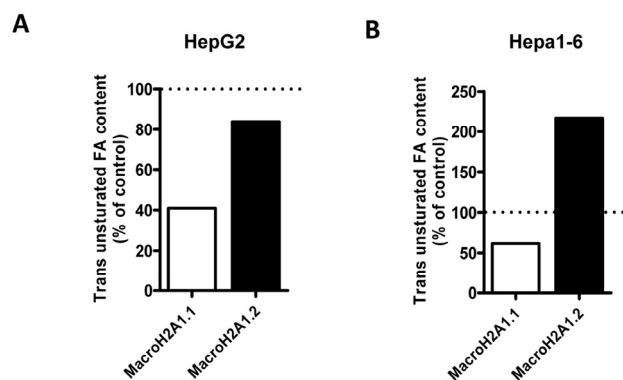 A
HepG2
Trans unsturated FA content
(% of control)
100
80
60
40
20
0
MacroH2A1.1
MacroH2A1.2
B
Hepa1-6
Trans unsturated FA content
(% of control)
250
200
150
100
50
0
MacroH2A1.1
MacroH2A1.2